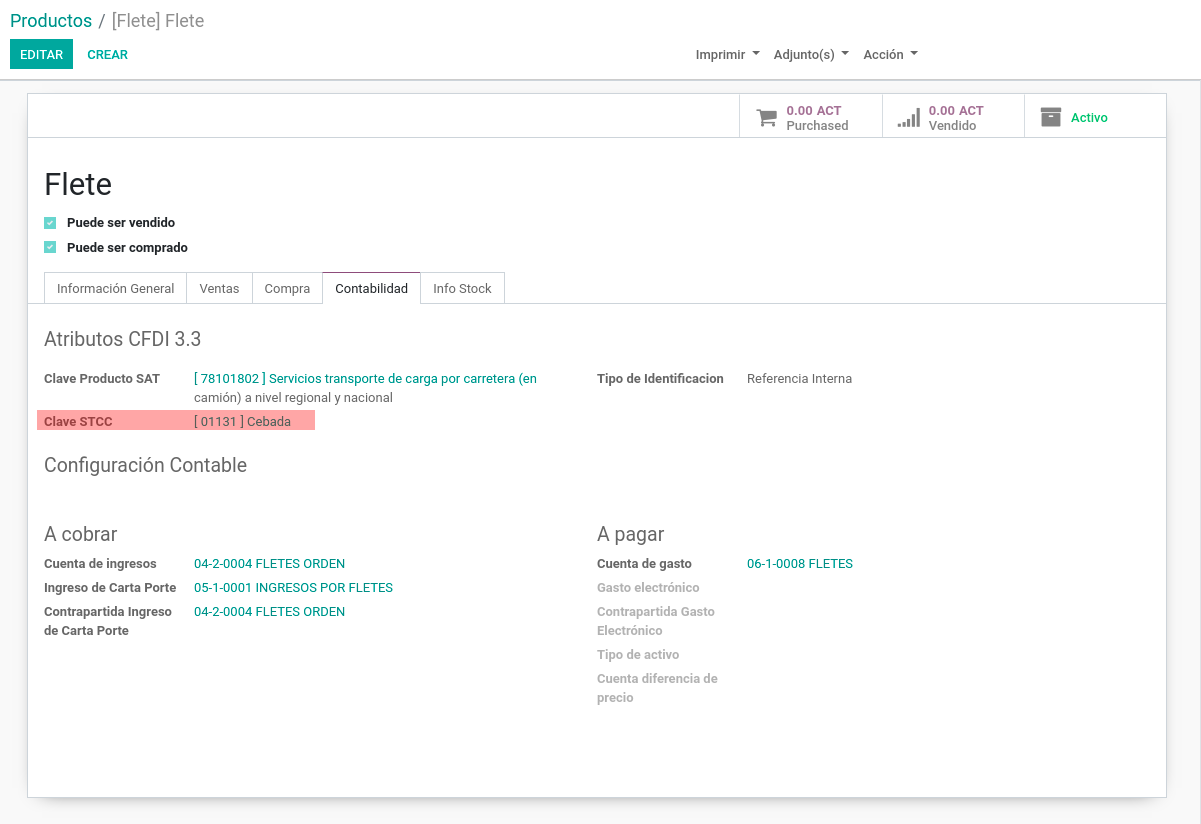 Productos / [Flete] Flete
EDITAR CREAR Imprimir Adjunto(s) Acción
0.00 ACT
Purchased
0.00 ACT
Vendido
Activo
Flete
Puede ser vendido
Puede ser comprado
Información General Ventas Compra Contabilidad Info Stock
Atributos CFDI 3.3
Clave Producto SAT [ 78101802 ] Servicios transporte de carga por carretera (en
camión) a nivel regional y nacional
Tipo de Identificacion Referencia Interna
Clave STCC [ 01131 ] Cebada
Configuración Contable
A cobrar
Cuenta de ingresos 04-2-0004 FLETES ORDEN
Ingreso de Carta Porte 05-1-0001 INGRESOS POR FLETES
Contrapartida Ingreso 04-2-0004 FLETES ORDEN
de Carta Porte
A pagar
Cuenta de gasto 06-1-0008 FLETES
Gasto electrónico
Contrapartida Gasto
Electrónico
Tipo de activo
Cuenta diferencia de
precio